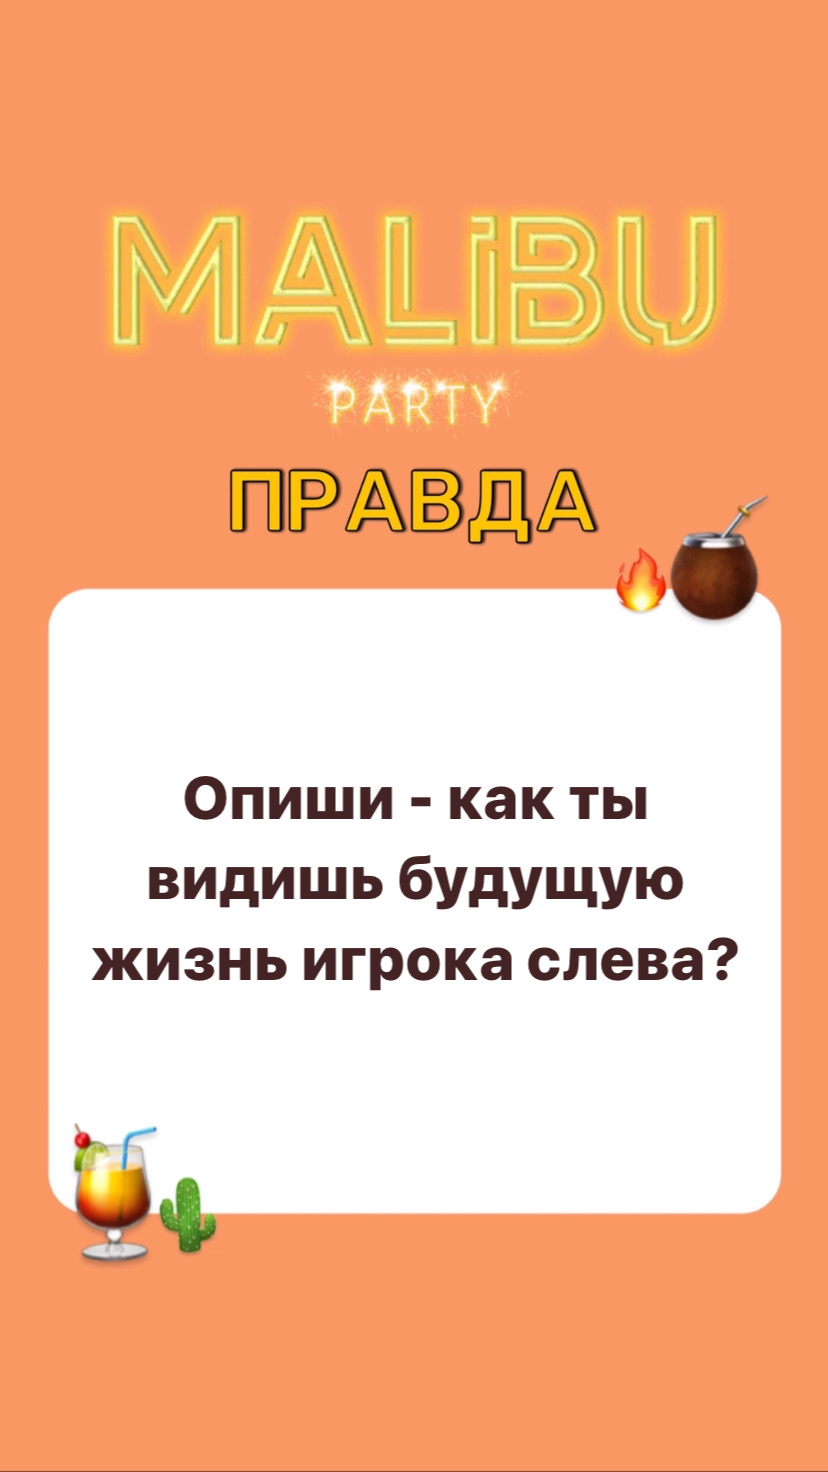 MALIBU
PARTY
ПРАВДА
Опиши - как ты
видишь будущую
жизнь игрока слева?